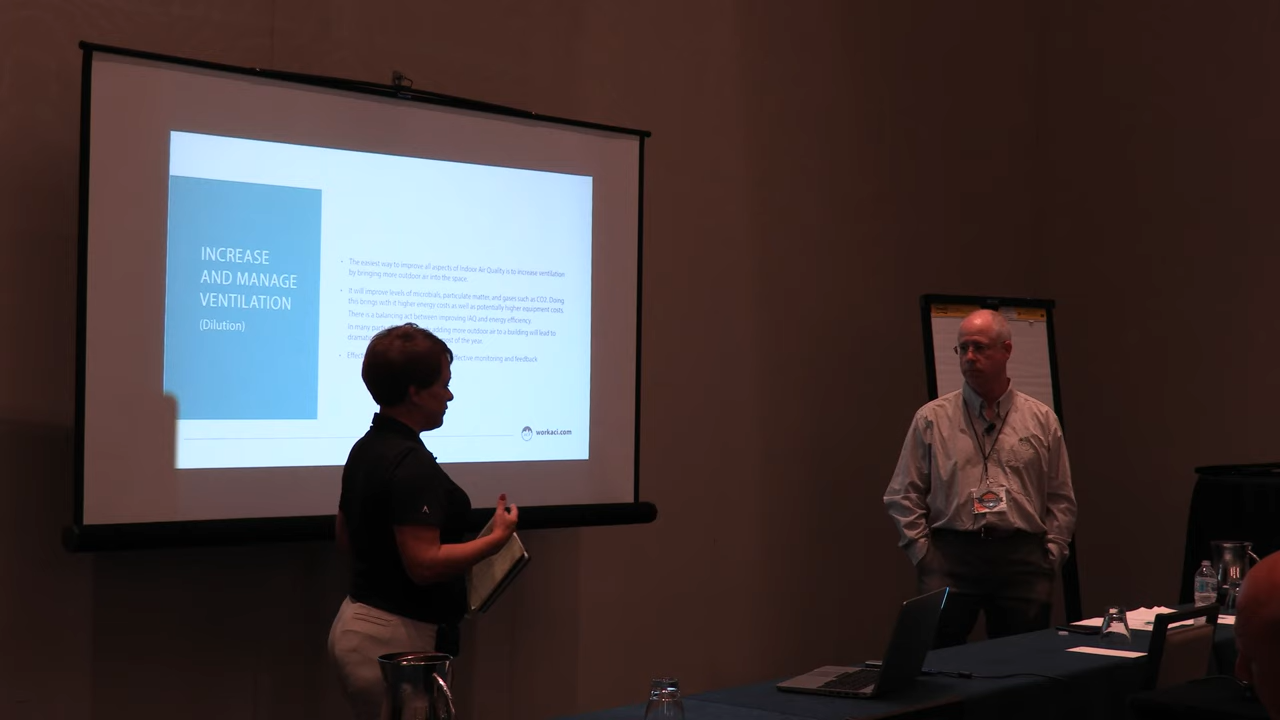 INCREASE
AND MANAGE
VENTILATION
(Dilution)
• The easiest way to improve all aspects of Indoor Air Quality is to increase ventilation
by bringing more outdoor air into the space.
• It will improve levels of microbials, particulate matter, and gases such as CO2. Doing
this brings with it higher energy costs as well as potentially higher equipment costs.
There is a balancing act between improving IAQ and energy efficiency.
In many parts adding more outdoor air to a building will lead to
most of the year.
• effective monitoring and feedback
workaci.com